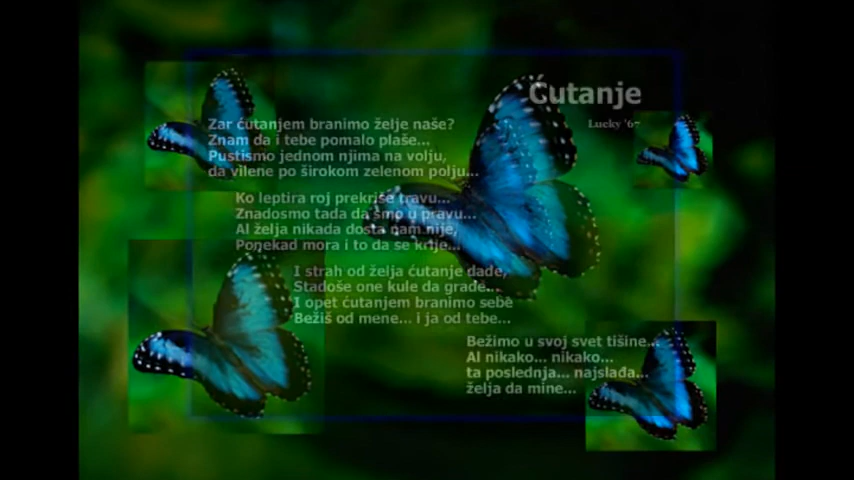 Ćutanje
Lucky '67
Zar ćutanjem branimo želje naše?
Znam da i tebe pomalo plaše...
Pustismo jednom njima na volju,
da vilene po širokom zelenom polju...
Ko leptira roj prekriše travu...
Znadosmo tada da smo u pravu...
Al želja nikada dosta nam nije,
Ponekad mora i to da se krije...
I strah od želja ćutanje dade,
Stadoše one kule da grade...
I opet ćutanjem branimo sebe
Bežiš od mene... i ja od tebe...
Bežimo u svoj svet tišine...
Al nikako... nikako...
ta poslednja... najslađa...
želja da mine...